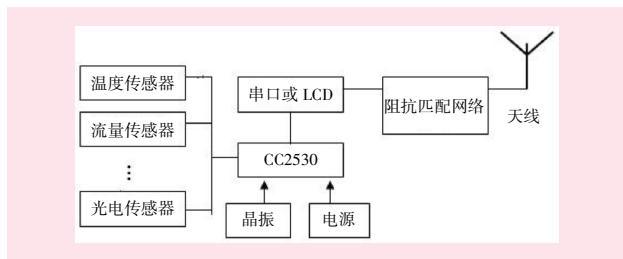 温度传感器
流量传感器
⋮
光电传感器
串口或 LCD
CC2530
晶振
电源
阻抗匹配网络
天线